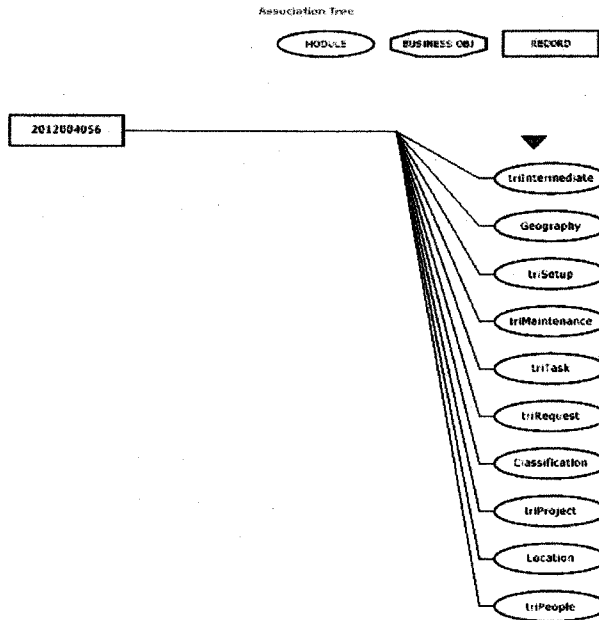 Association Tree
MODULE
BUSINESS OBJ
RECORD
2012004056
triIntermediate
Geography
triSetup
triMaintenance
triTask
triRequest
Classification
triProject
Location
triPeople